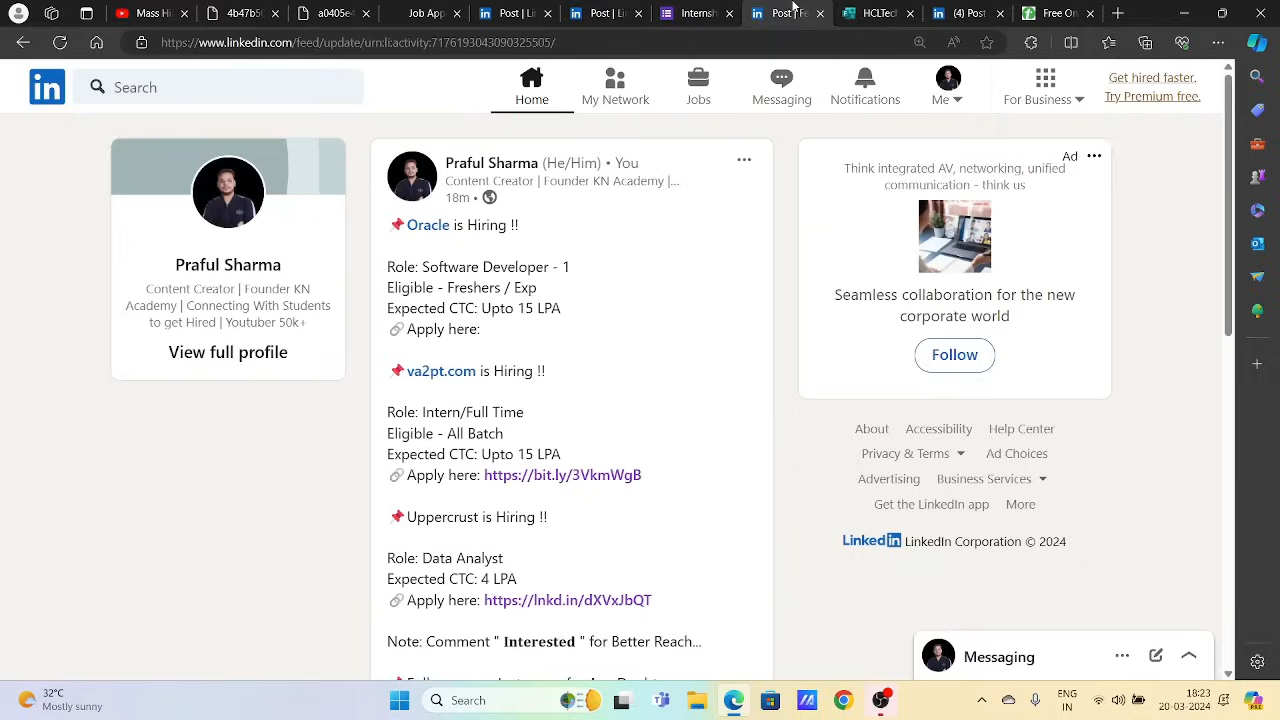 Mass Hi
4b47b5
a0405e4
Job App
Post | Li
Post | L
Interns
Post | Fe
HCLTec
(4) Post
Free On
https://www.linkedin.com/feed/update/urn:li:activity:7176193043090325505/
Search
Home
My Network
Jobs
Messaging
Notifications
Me
For Business
Get hired faster.
Try Premium free.
Praful Sharma
Content Creator | Founder KN
Academy | Connecting With Students
to get Hired | Youtuber 50k+
View full profile
Praful Sharma (He/Him) • You
Content Creator | Founder KN Academy |...
18m •
📌Oracle is Hiring !!
Role: Software Developer - 1
Eligible - Freshers / Exp
Expected CTC: Upto 15 LPA
🔗Apply here:
📌va2pt.com is Hiring !!
Role: Intern/Full Time
Eligible - All Batch
Expected CTC: Upto 15 LPA
🔗Apply here: https://bit.ly/3VkmWgB
📌Uppercrust is Hiring !!
Role: Data Analyst
Expected CTC: 4 LPA
🔗Apply here: https://lnkd.in/dXVxJbQT
Note: Comment " Interested " for Better Reach...
Ad
Think integrated AV, networking, unified
communication - think us
Seamless collaboration for the new
corporate world
Follow
About Accessibility Help Center
Privacy & Terms Ad Choices
Advertising Business Services
Get the LinkedIn app More
LinkedIn LinkedIn Corporation © 2024
Messaging
32°C
Mostly sunny
Search
ENG
IN
18:23
20-03-2024